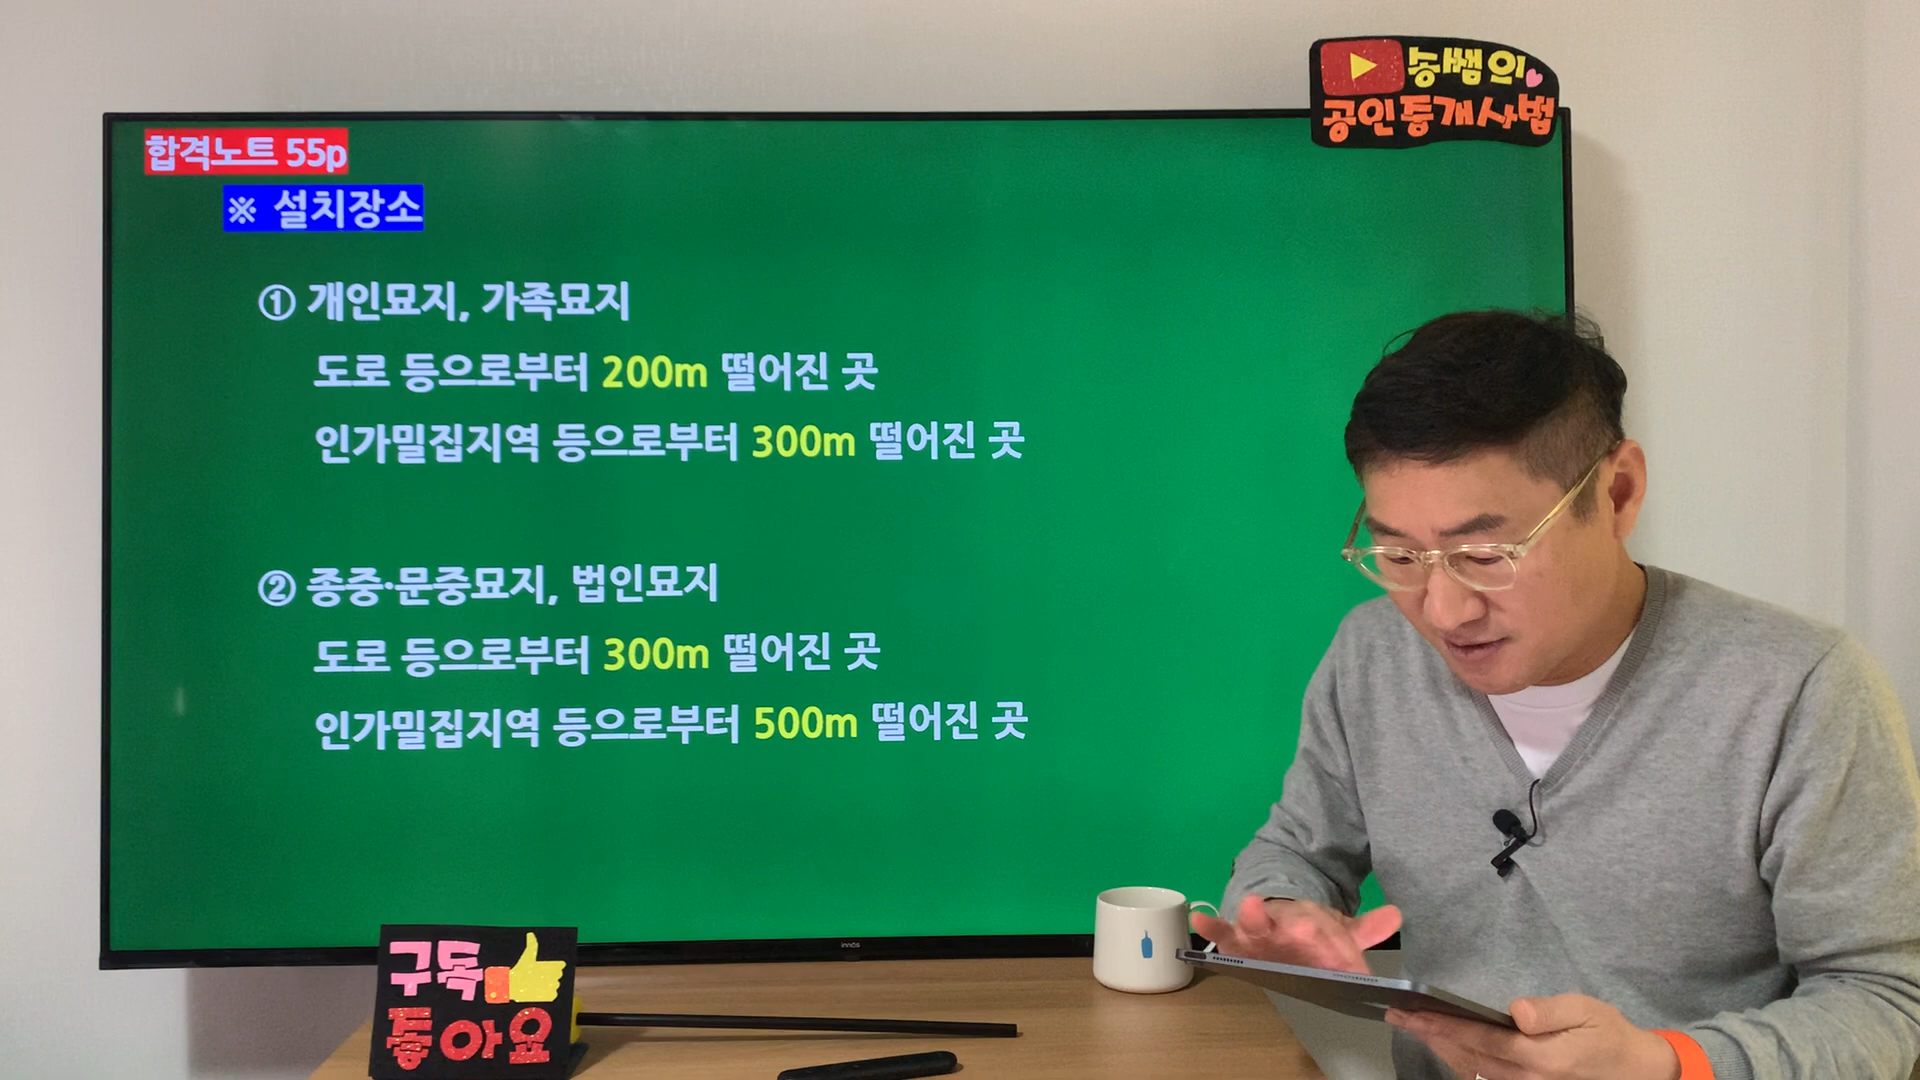 송쌤의
공인중개사법
합격노트 55p
※ 설치장소
① 개인묘지, 가족묘지
도로 등으로부터 200m 떨어진 곳
인가밀집지역 등으로부터 300m 떨어진 곳
② 종중·문중묘지, 법인묘지
도로 등으로부터 300m 떨어진 곳
인가밀집지역 등으로부터 500m 떨어진 곳
innos
구독
좋아요